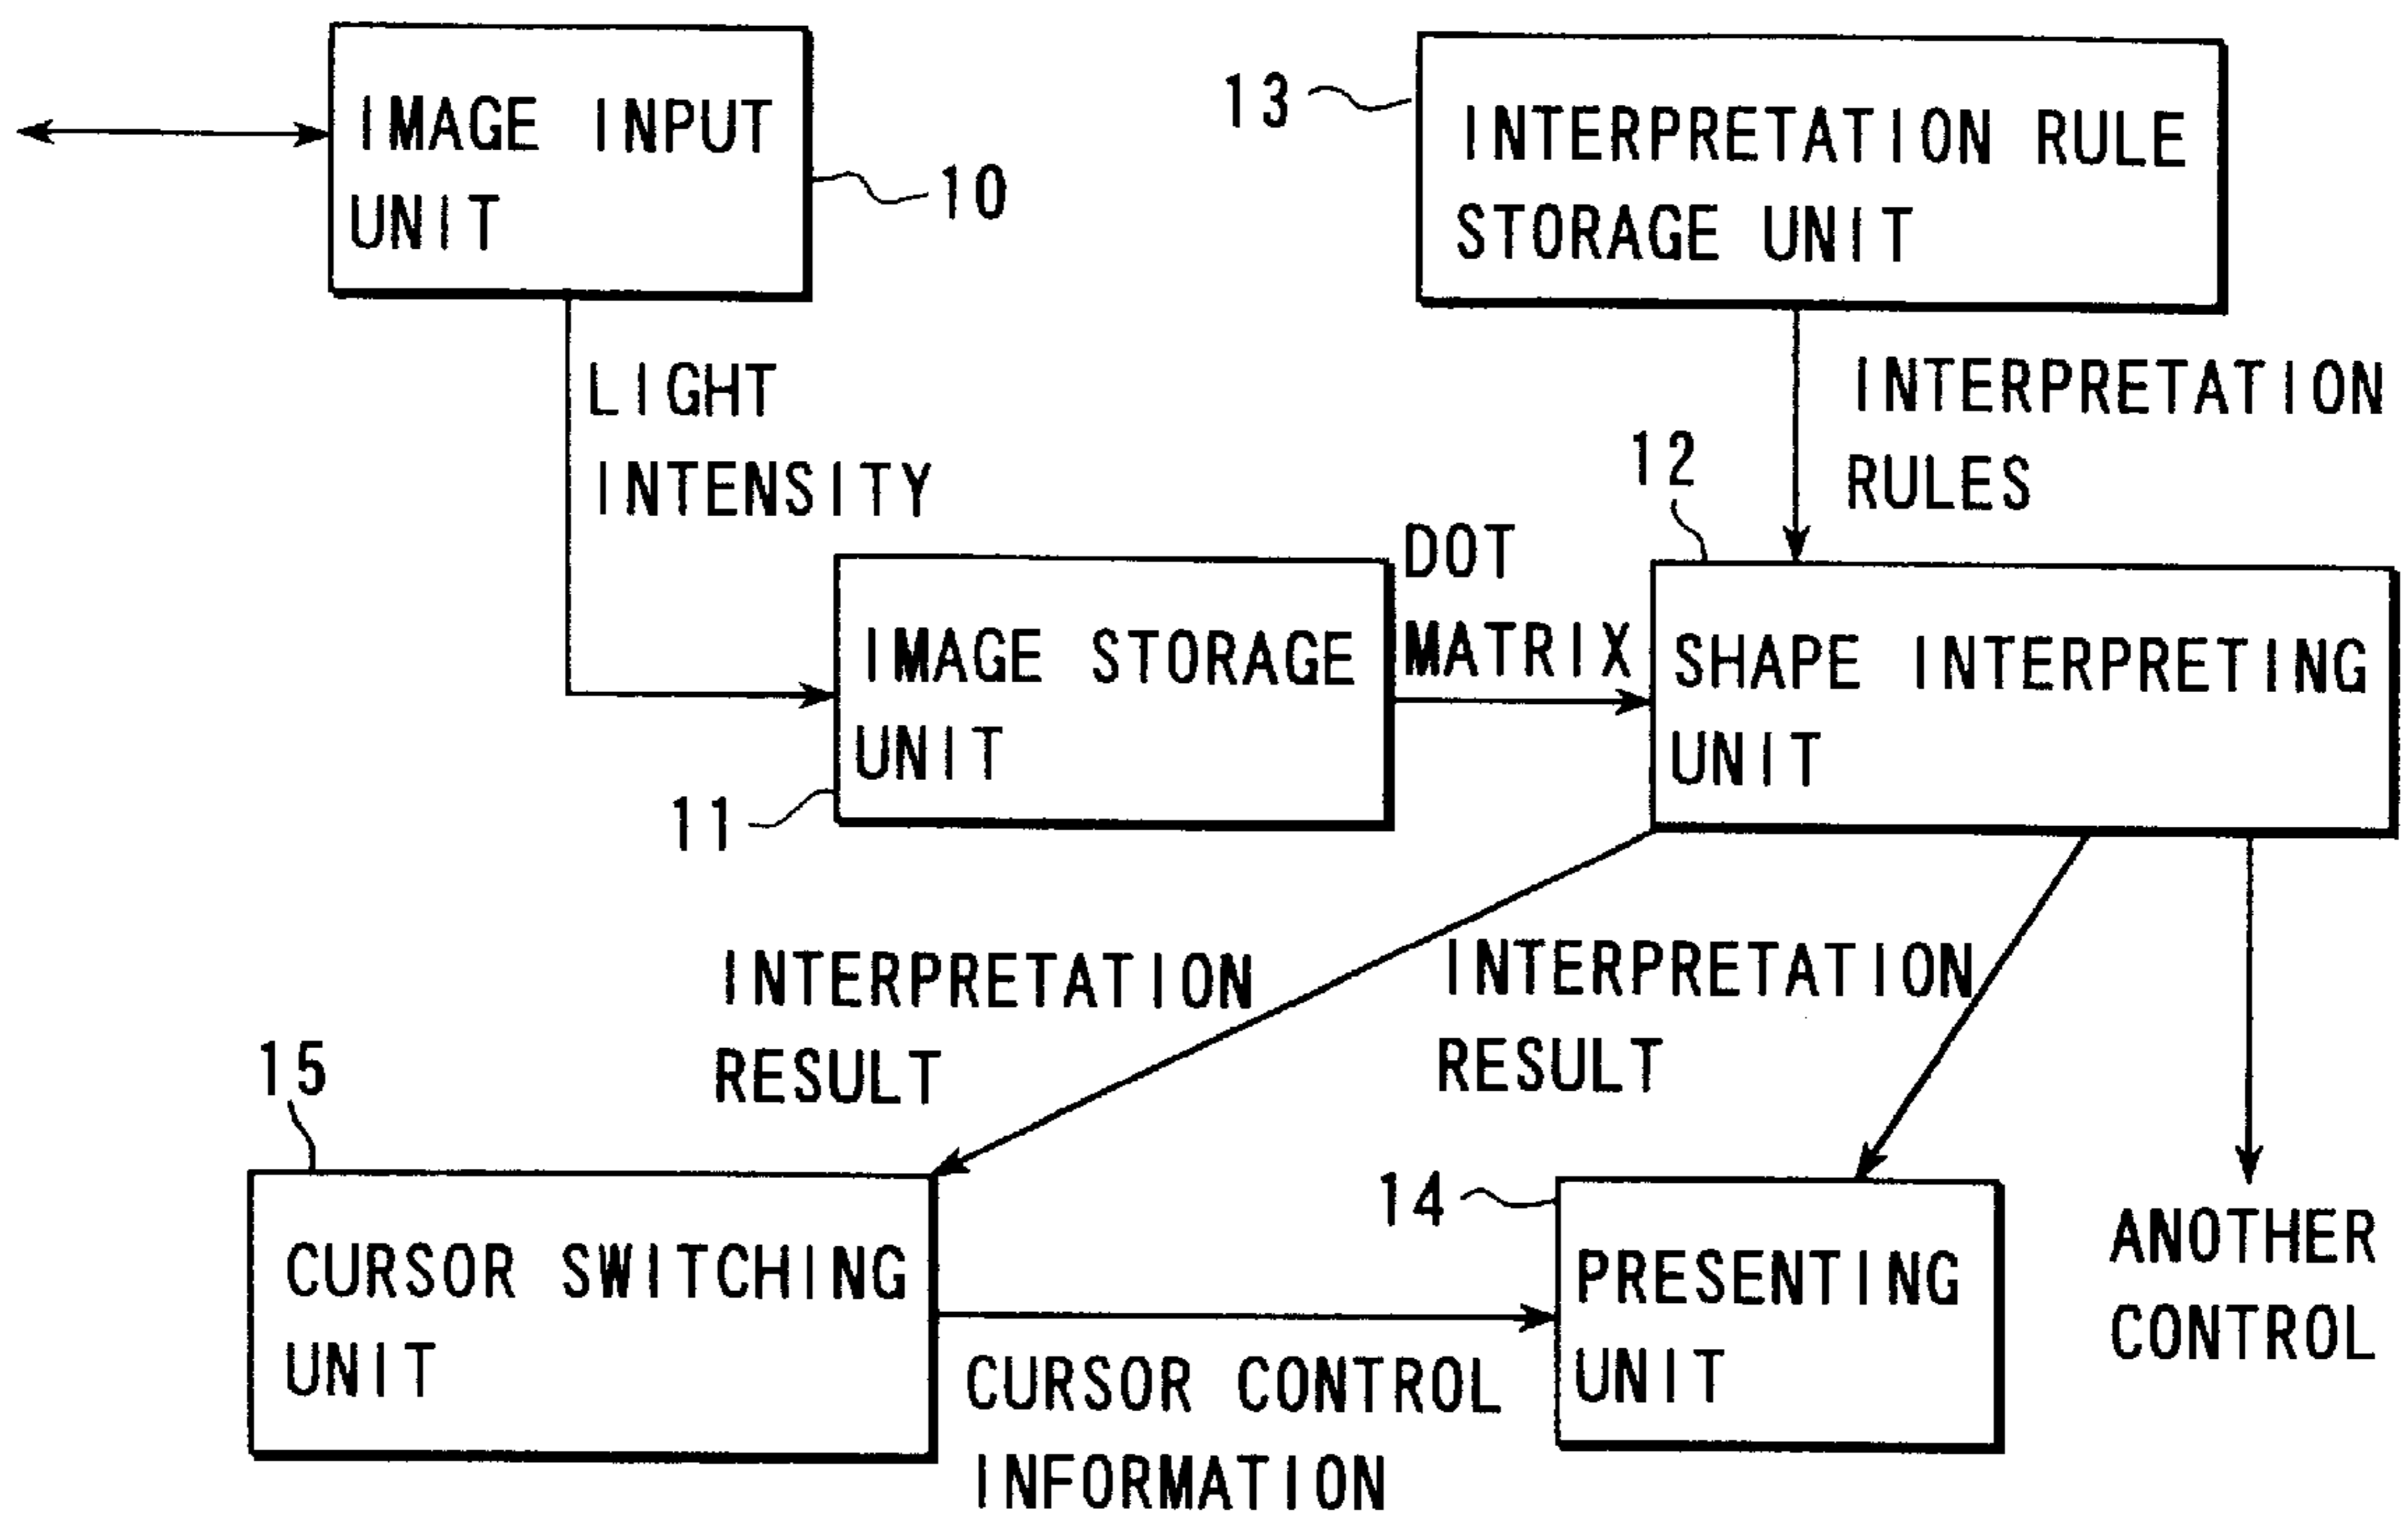 IMAGE INPUT
UNIT
10
13
INTERPRETATION RULE
STORAGE UNIT
LIGHT
INTENSITY
INTERPRETATION
RULES
12
DOT
MATRIX
IMAGE STORAGE
UNIT
11
SHAPE INTERPRETING
UNIT
INTERPRETATION
RESULT
INTERPRETATION
RESULT
15
CURSOR SWITCHING
UNIT
14
PRESENTING
UNIT
ANOTHER
CONTROL
CURSOR CONTROL
INFORMATION